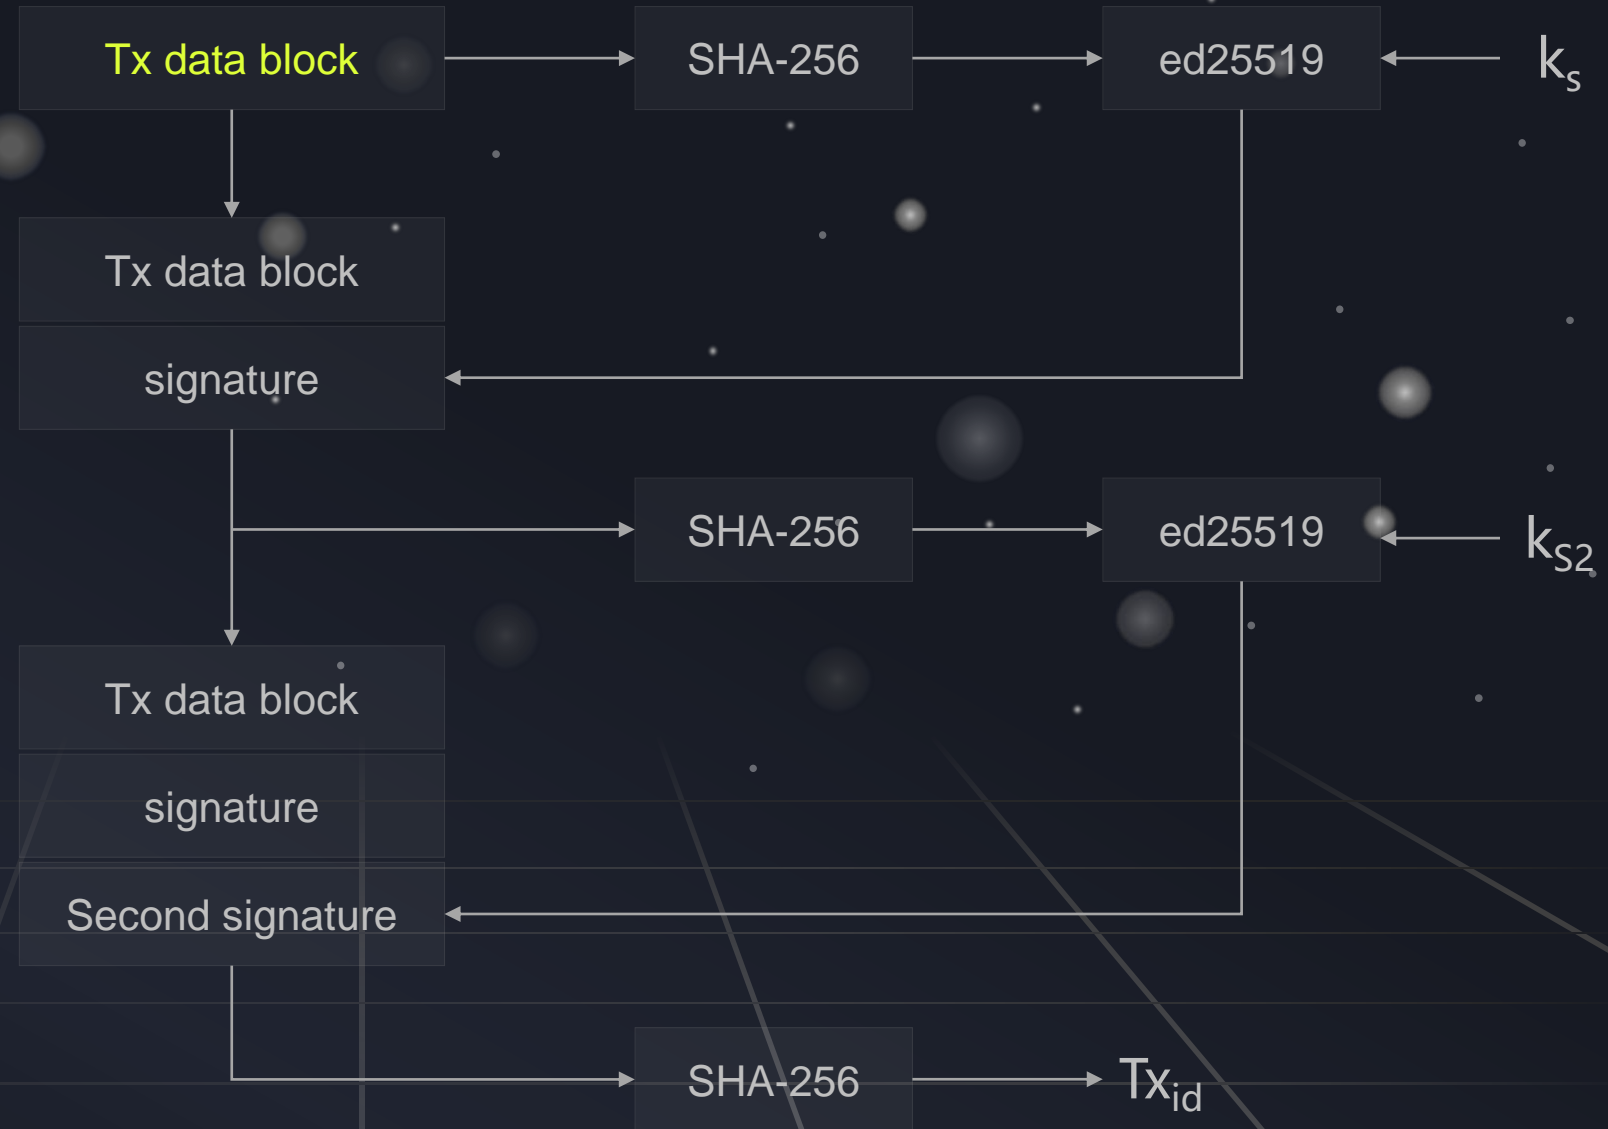 Tx data block
SHA-256
ed25519
ks
Tx data block
signature
SHA-256
ed25519
kS2
Tx data block
signature
Second signature
SHA-256
Txid